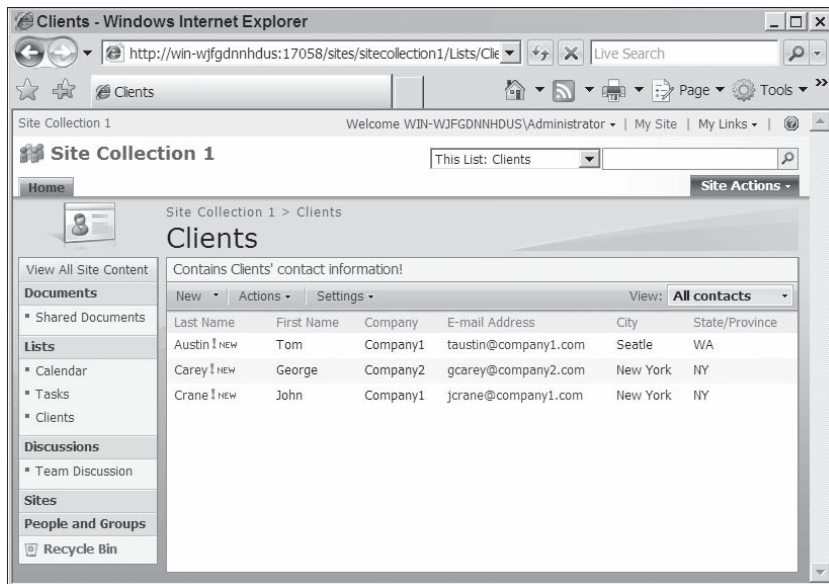 Clients - Windows Internet Explorer
http://win-wjfgdnnhdus:17058/sites/sitecollection1/Lists/Clie
Live Search
Clients
Page
Tools
Site Collection 1
Welcome WIN-WJFGDNNHDUS\Administrator | My Site | My Links |
Site Collection 1
This List: Clients
Home
Site Actions
Site Collection 1 > Clients
Clients
View All Site Content
Documents
Shared Documents
Lists
Calendar
Tasks
Clients
Discussions
Team Discussion
Sites
People and Groups
Recycle Bin
Contains Clients' contact information!
New Actions Settings View: All contacts
Last Name First Name Company E-mail Address City State/Province
Austin ! NEW Tom Company1 taustin@company1.com Seatle WA
Carey ! NEW George Company2 gcarey@company2.com New York NY
Crane ! NEW John Company1 jcrane@company1.com New York NY